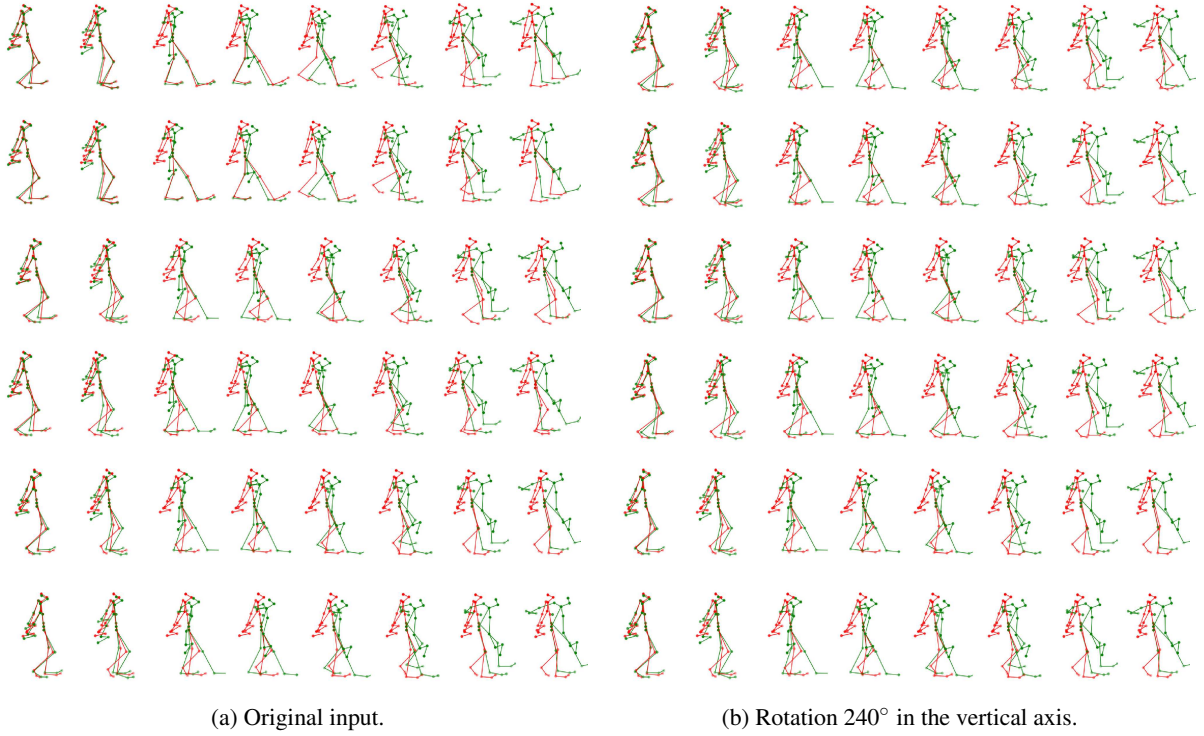 (a) Original input.
(b) Rotation 240° in the vertical axis.